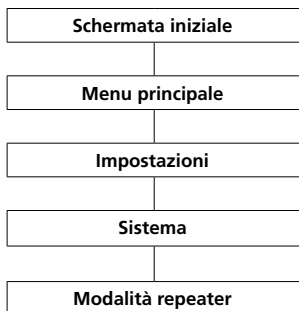 Schermata iniziale
Menu principale
Impostazioni
Sistema
Modalità repeater